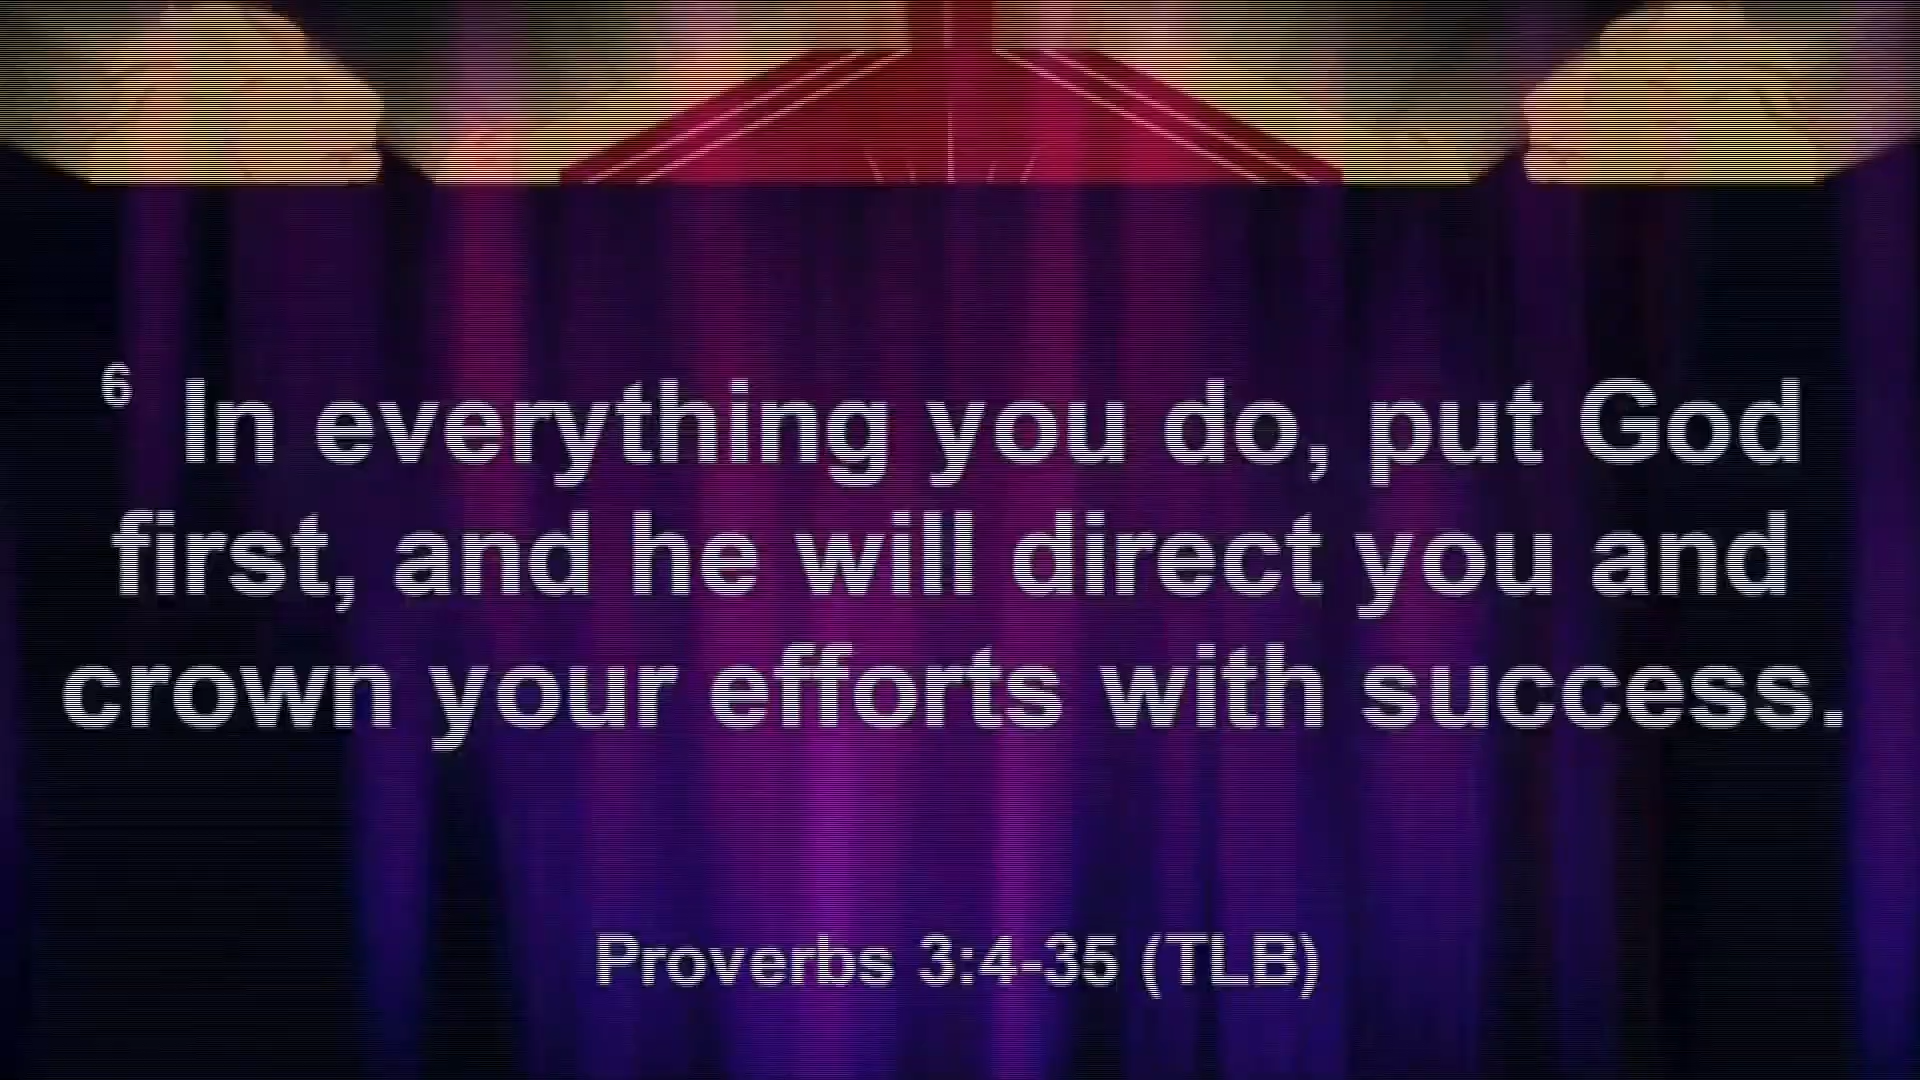 6 In everything you do, put God
first, and he will direct you and
crown your efforts with success.
Proverbs 3:4-35 (TLB)